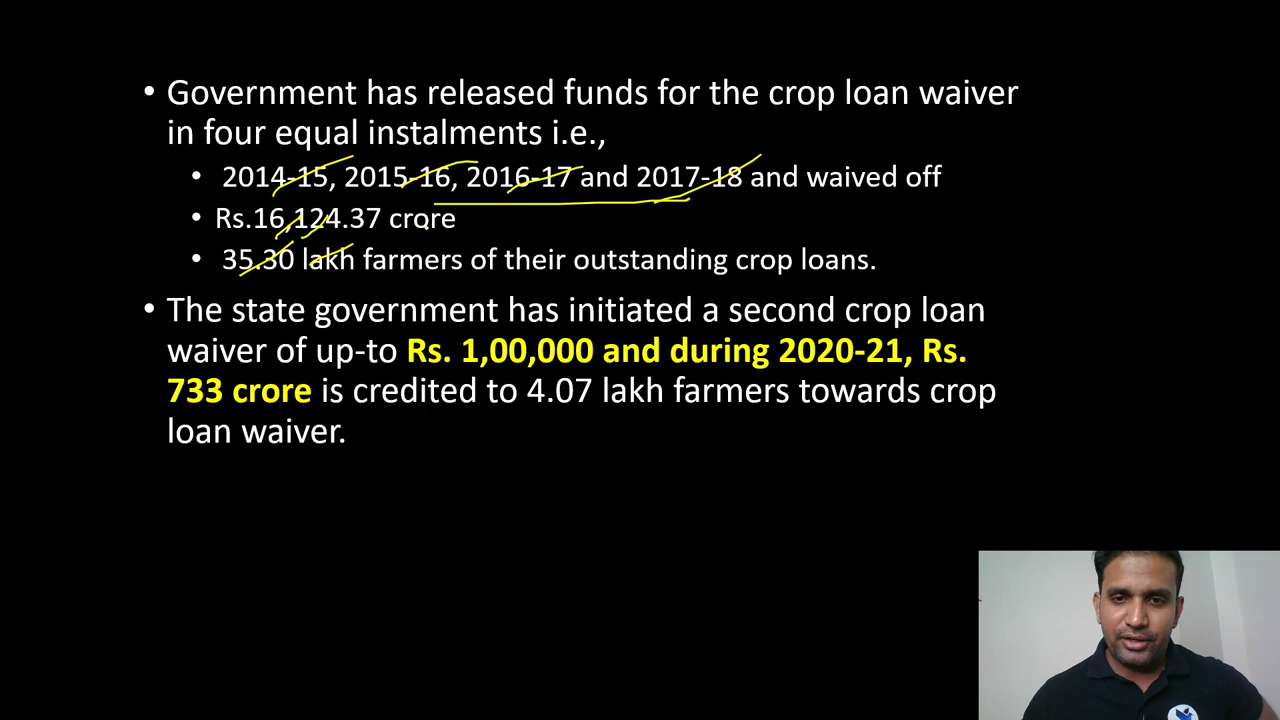 • Government has released funds for the crop loan waiver
in four equal instalments i.e.,
• 2014-15, 2015-16, 2016-17 and 2017-18 and waived off
• Rs.16,124.37 crore
• 35.30 lakh farmers of their outstanding crop loans.
• The state government has initiated a second crop loan
waiver of up-to Rs. 1,00,000 and during 2020-21, Rs.
733 crore is credited to 4.07 lakh farmers towards crop
loan waiver.